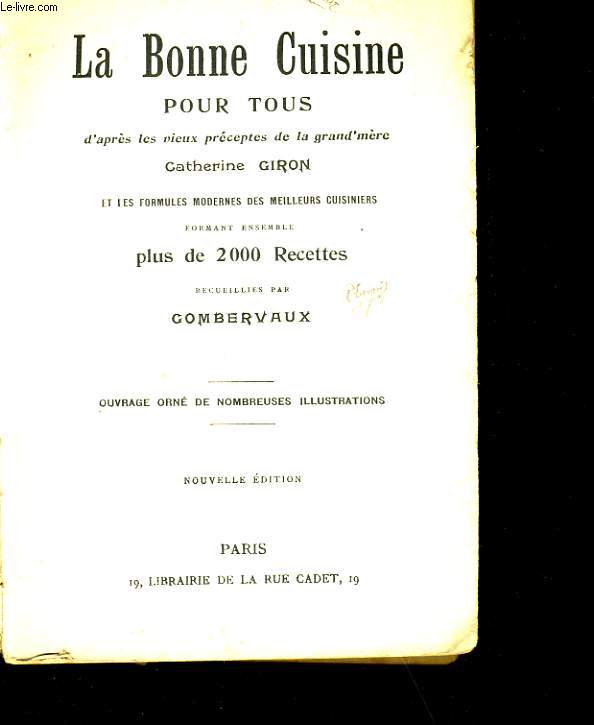 Le-livre.com
La Bonne Cuisine
POUR TOUS
d'après les vieux préceptes de la grand'mère
Catherine GIRON
ET LES FORMULES MODERNES DES MEILLEURS CUISINIERS
FORMANT ENSEMBLE
plus de 2000 Recettes
RECUEILLIES PAR
GOMBERVAUX
OUVRAGE ORNÉ DE NOMBREUSES ILLUSTRATIONS
NOUVELLE ÉDITION
PARIS
19, LIBRAIRIE DE LA RUE CADET, 19